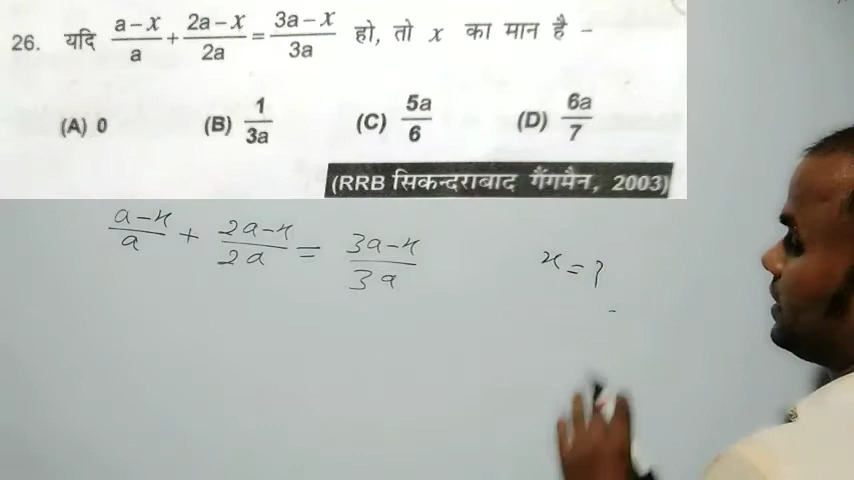 26. यदि (a-x)/a + (2a-x)/2a = (3a-x)/3a हो, तो x का मान है -
(A) 0 (B) 1/3a (C) 5a/6 (D) 6a/7
(RRB सिकन्दराबाद गैंगमैन, 2003)
(a-x)/a + (2a-x)/2a = (3a-x)/3a x = ?